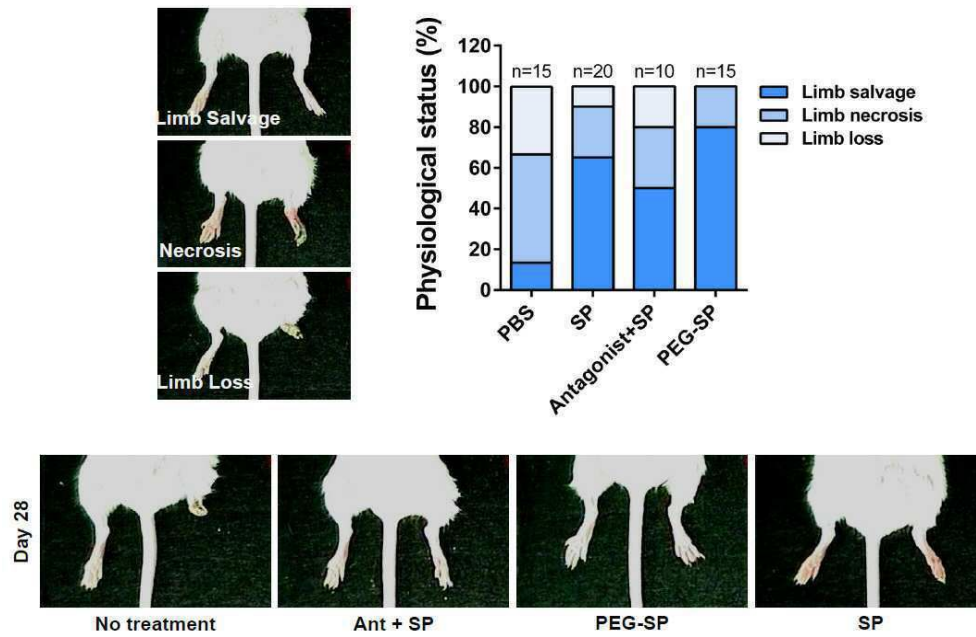 Limb Salvage
Necrosis
Limb Loss
Physiological status (%)
120
100
80
60
40
20
0
n=15 n=20 n=10 n=15
PBS
SP
Antagonist+SP
PEG-SP
Limb salvage
Limb necrosis
Limb loss
Day 28
No treatment
Ant + SP
PEG-SP
SP